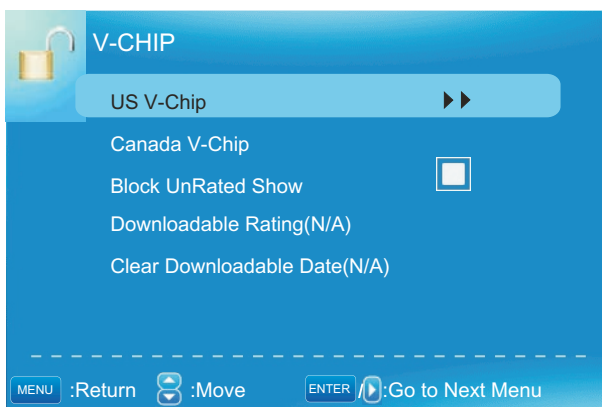 V-CHIP
US V-Chip
Canada V-Chip
Block UnRated Show
Downloadable Rating(N/A)
Clear Downloadable Date(N/A)
MENU :Return :Move ENTER / :Go to Next Menu